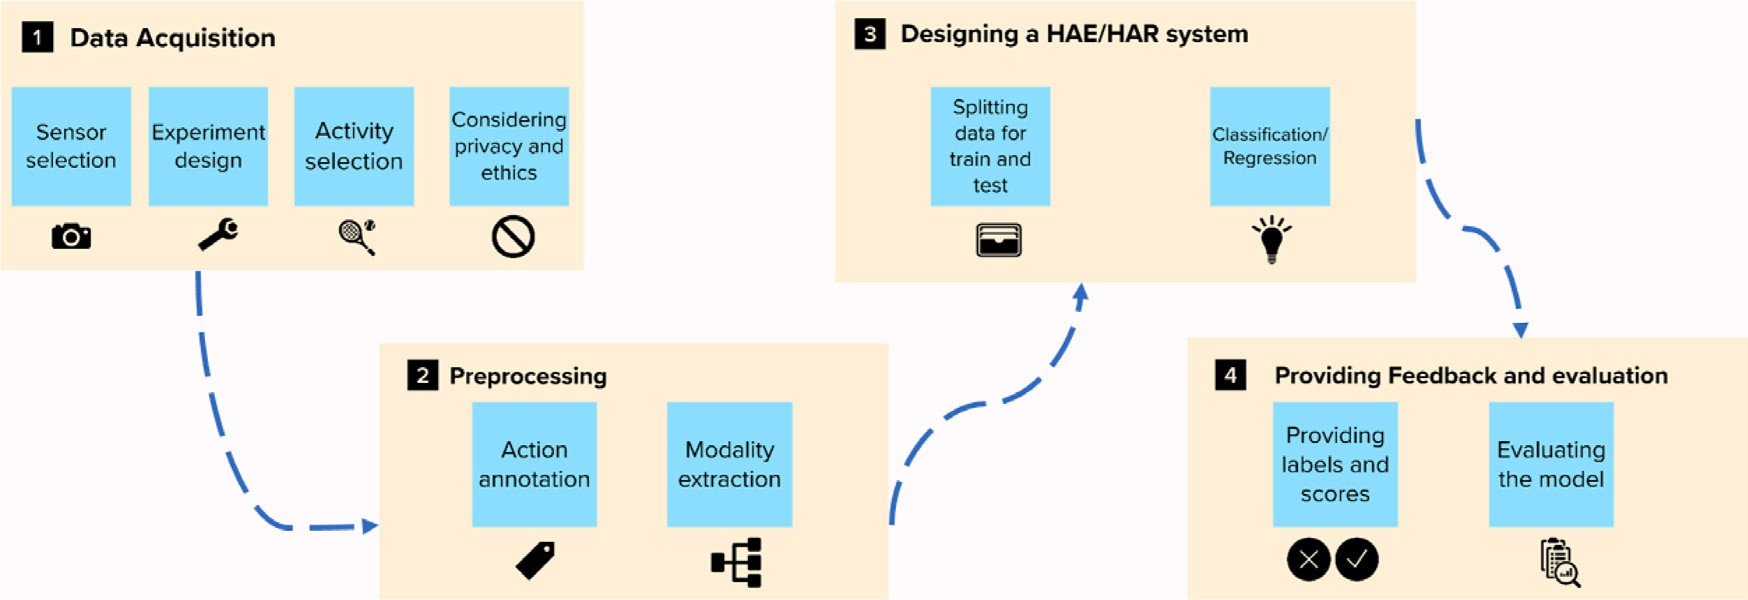 1 Data Acquisition
Sensor
selection
Experiment
design
Activity
selection
Considering
privacy and
ethics
2 Preprocessing
Action
annotation
Modality
extraction
3 Designing a HAE/HAR system
Splitting
data for
train and
test
Classification/
Regression
4 Providing Feedback and evaluation
Providing
labels and
scores
Evaluating
the model